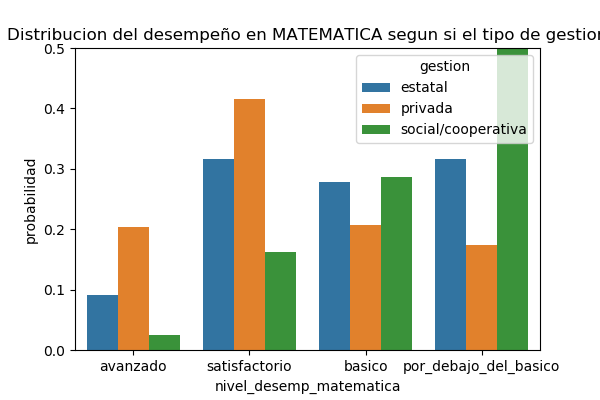 Distribucion del desempeño en MATEMATICA segun si el tipo de gestion
0.5
0.4
0.3
0.2
0.1
0.0
probabilidad
gestion
estatal
privada
social/cooperativa
avanzado satisfactorio basico por_debajo_del_basico
nivel_desemp_matematica